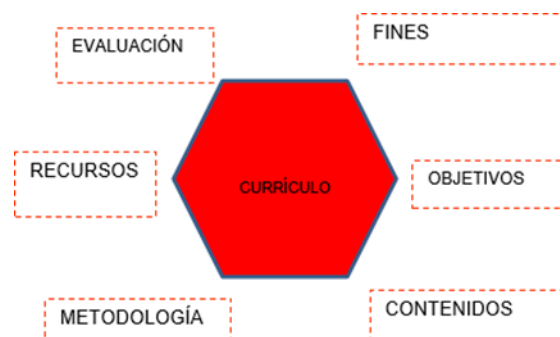 FINES
EVALUACIÓN
RECURSOS
CURRÍCULO
OBJETIVOS
METODOLOGÍA
CONTENIDOS